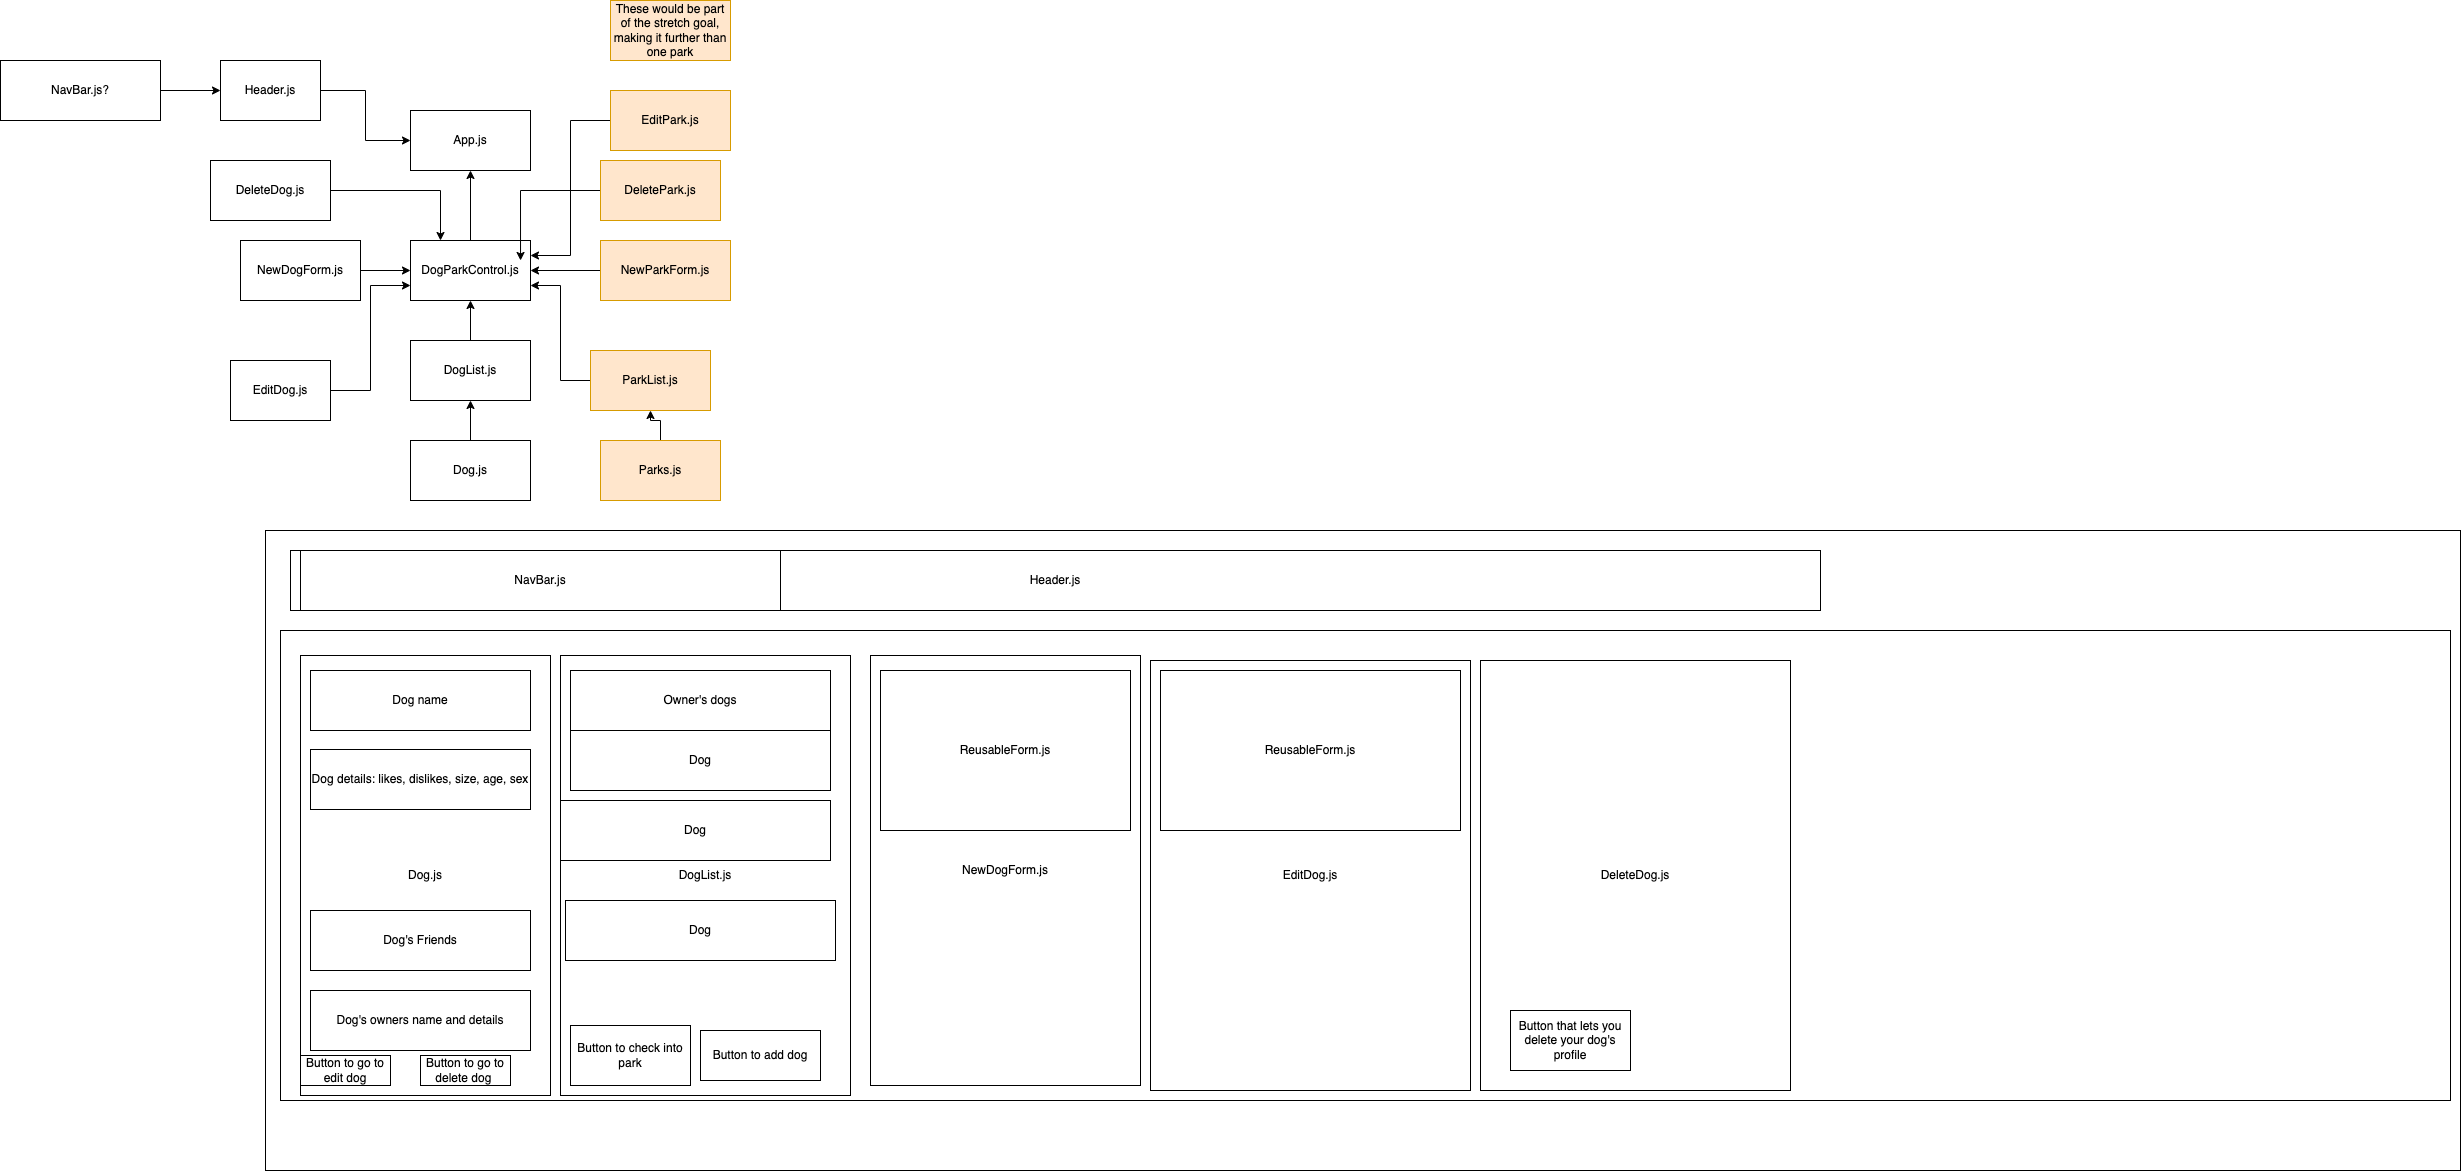 These would be part
of the stretch goal,
making it further than
one park
NavBar.js?
Header.js
App.js
EditPark.js
DeleteDog.js
DeletePark.js
NewDogForm.js
DogParkControl.js
NewParkForm.js
DogList.js
ParkList.js
EditDog.js
Dog.js
Parks.js
NavBar.js
Header.js
Dog name
Dog details: likes, dislikes, size, age, sex
Dog.js
Dog's Friends
Dog's owners name and details
Button to go to
edit dog
Button to go to
delete dog
Owner's dogs
Dog
Dog
DogList.js
Dog
Button to check into
park
Button to add dog
ReusableForm.js
NewDogForm.js
ReusableForm.js
EditDog.js
DeleteDog.js
Button that lets you
delete your dog's
profile